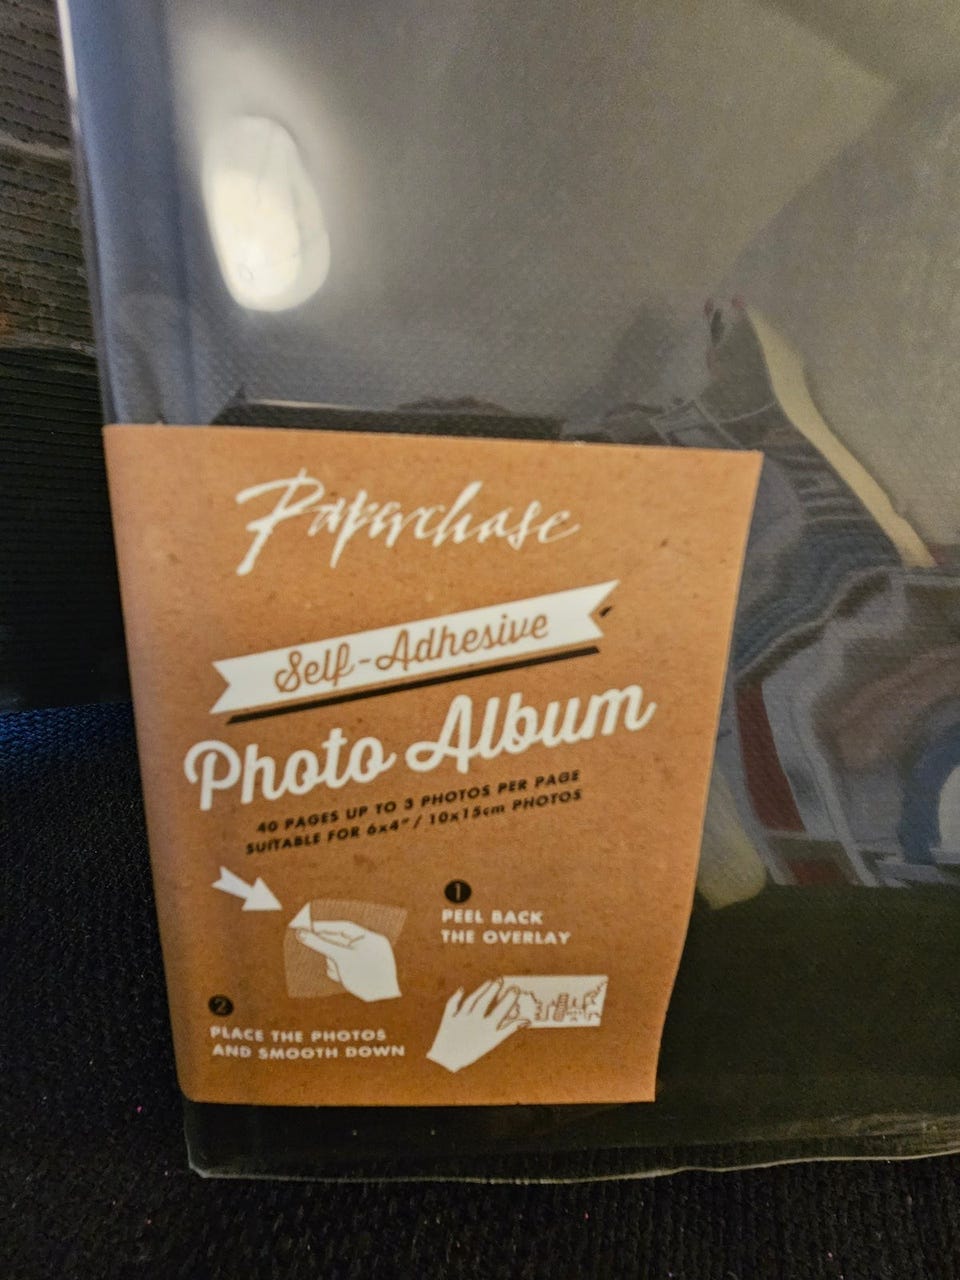 Paperchase
Self-Adhesive
Photo Album
40 PAGES UP TO 3 PHOTOS PER PAGE
SUITABLE FOR 6x4" / 10x15cm PHOTOS
1
PEEL BACK
THE OVERLAY
2
PLACE THE PHOTOS
AND SMOOTH DOWN